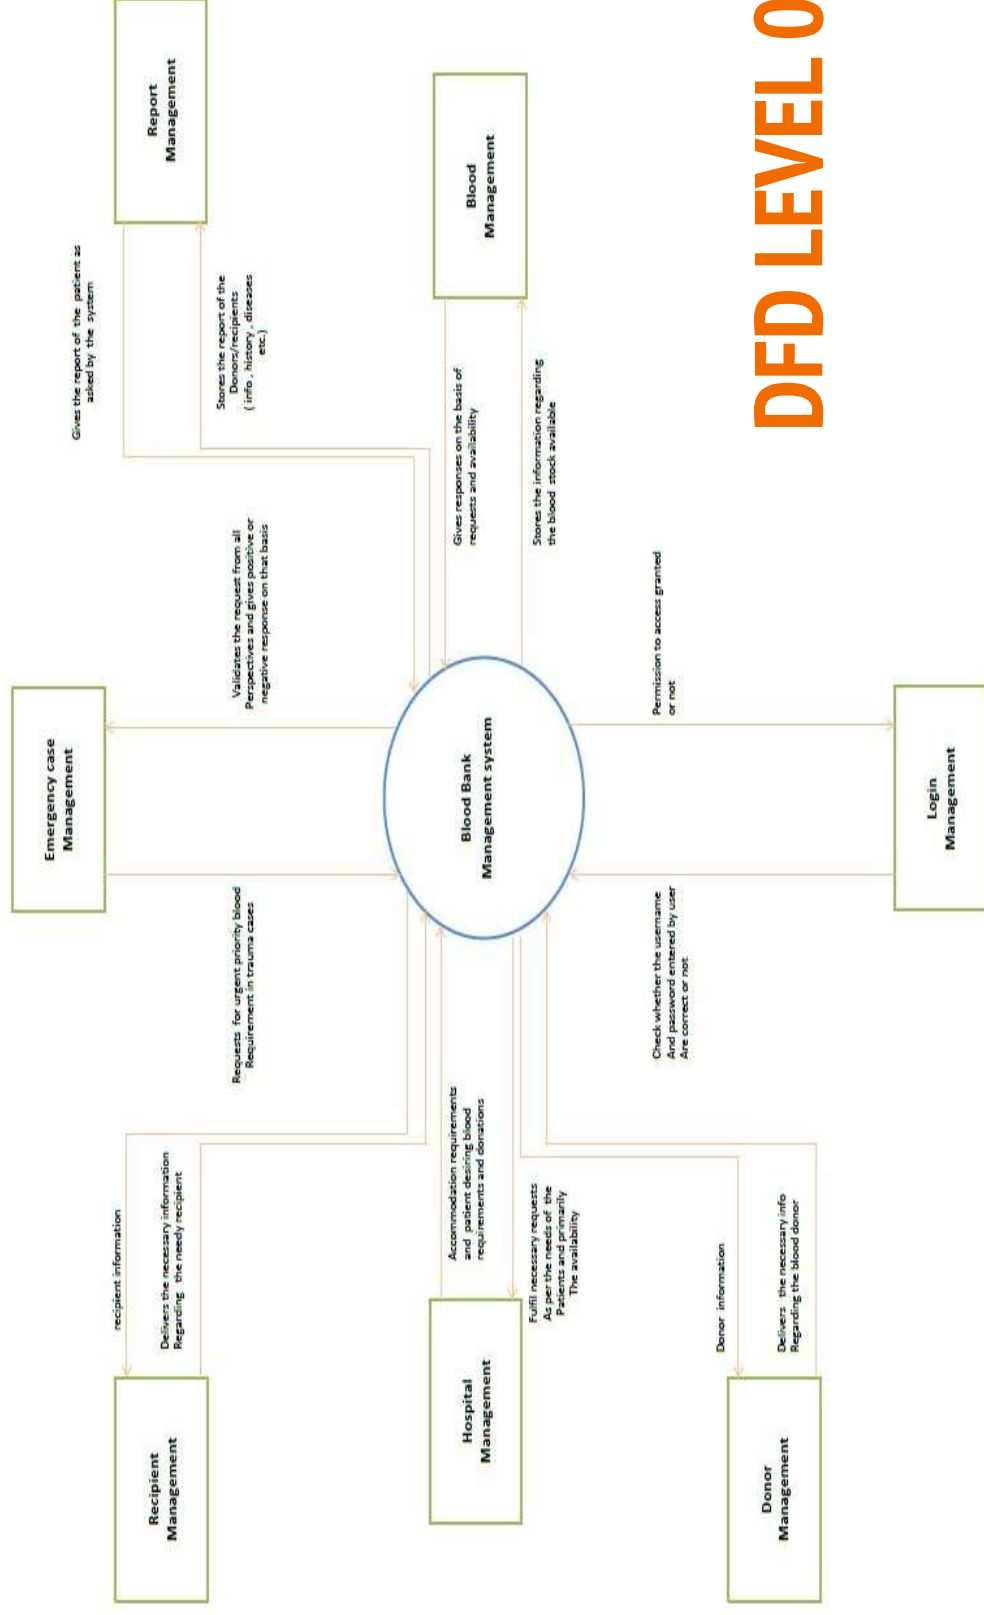 Emergency case
Management
Report
Management
Gives the report of the patient as
asked by the system
Stores the report of the
Donors/recipients
( info , history , diseases
etc.)
Validates the request from all
Perspectives and gives positive or
negative response on that basis
Requests for urgent priority blood
Requirement in trauma cases
recipient information
Delivers the necessary information
Regarding the needy recipient
Recipient
Management
Blood
Management
Gives responses on the basis of
requests and availability
Stores the information regarding
the blood stock available
Blood Bank
Management system
Accommodation requirements
and patient desiring blood
requirements and donations
Fulfil necessary requests
As per the needs of the
Patients and primarily
The availability
Hospital
Management
Permission to access granted
or not
Check whether the username
And password entered by user
Are correct or not
Donor information
Delivers the necessary info
Regarding the blood donor
Donor
Management
Login
Management
DFD LEVEL 0